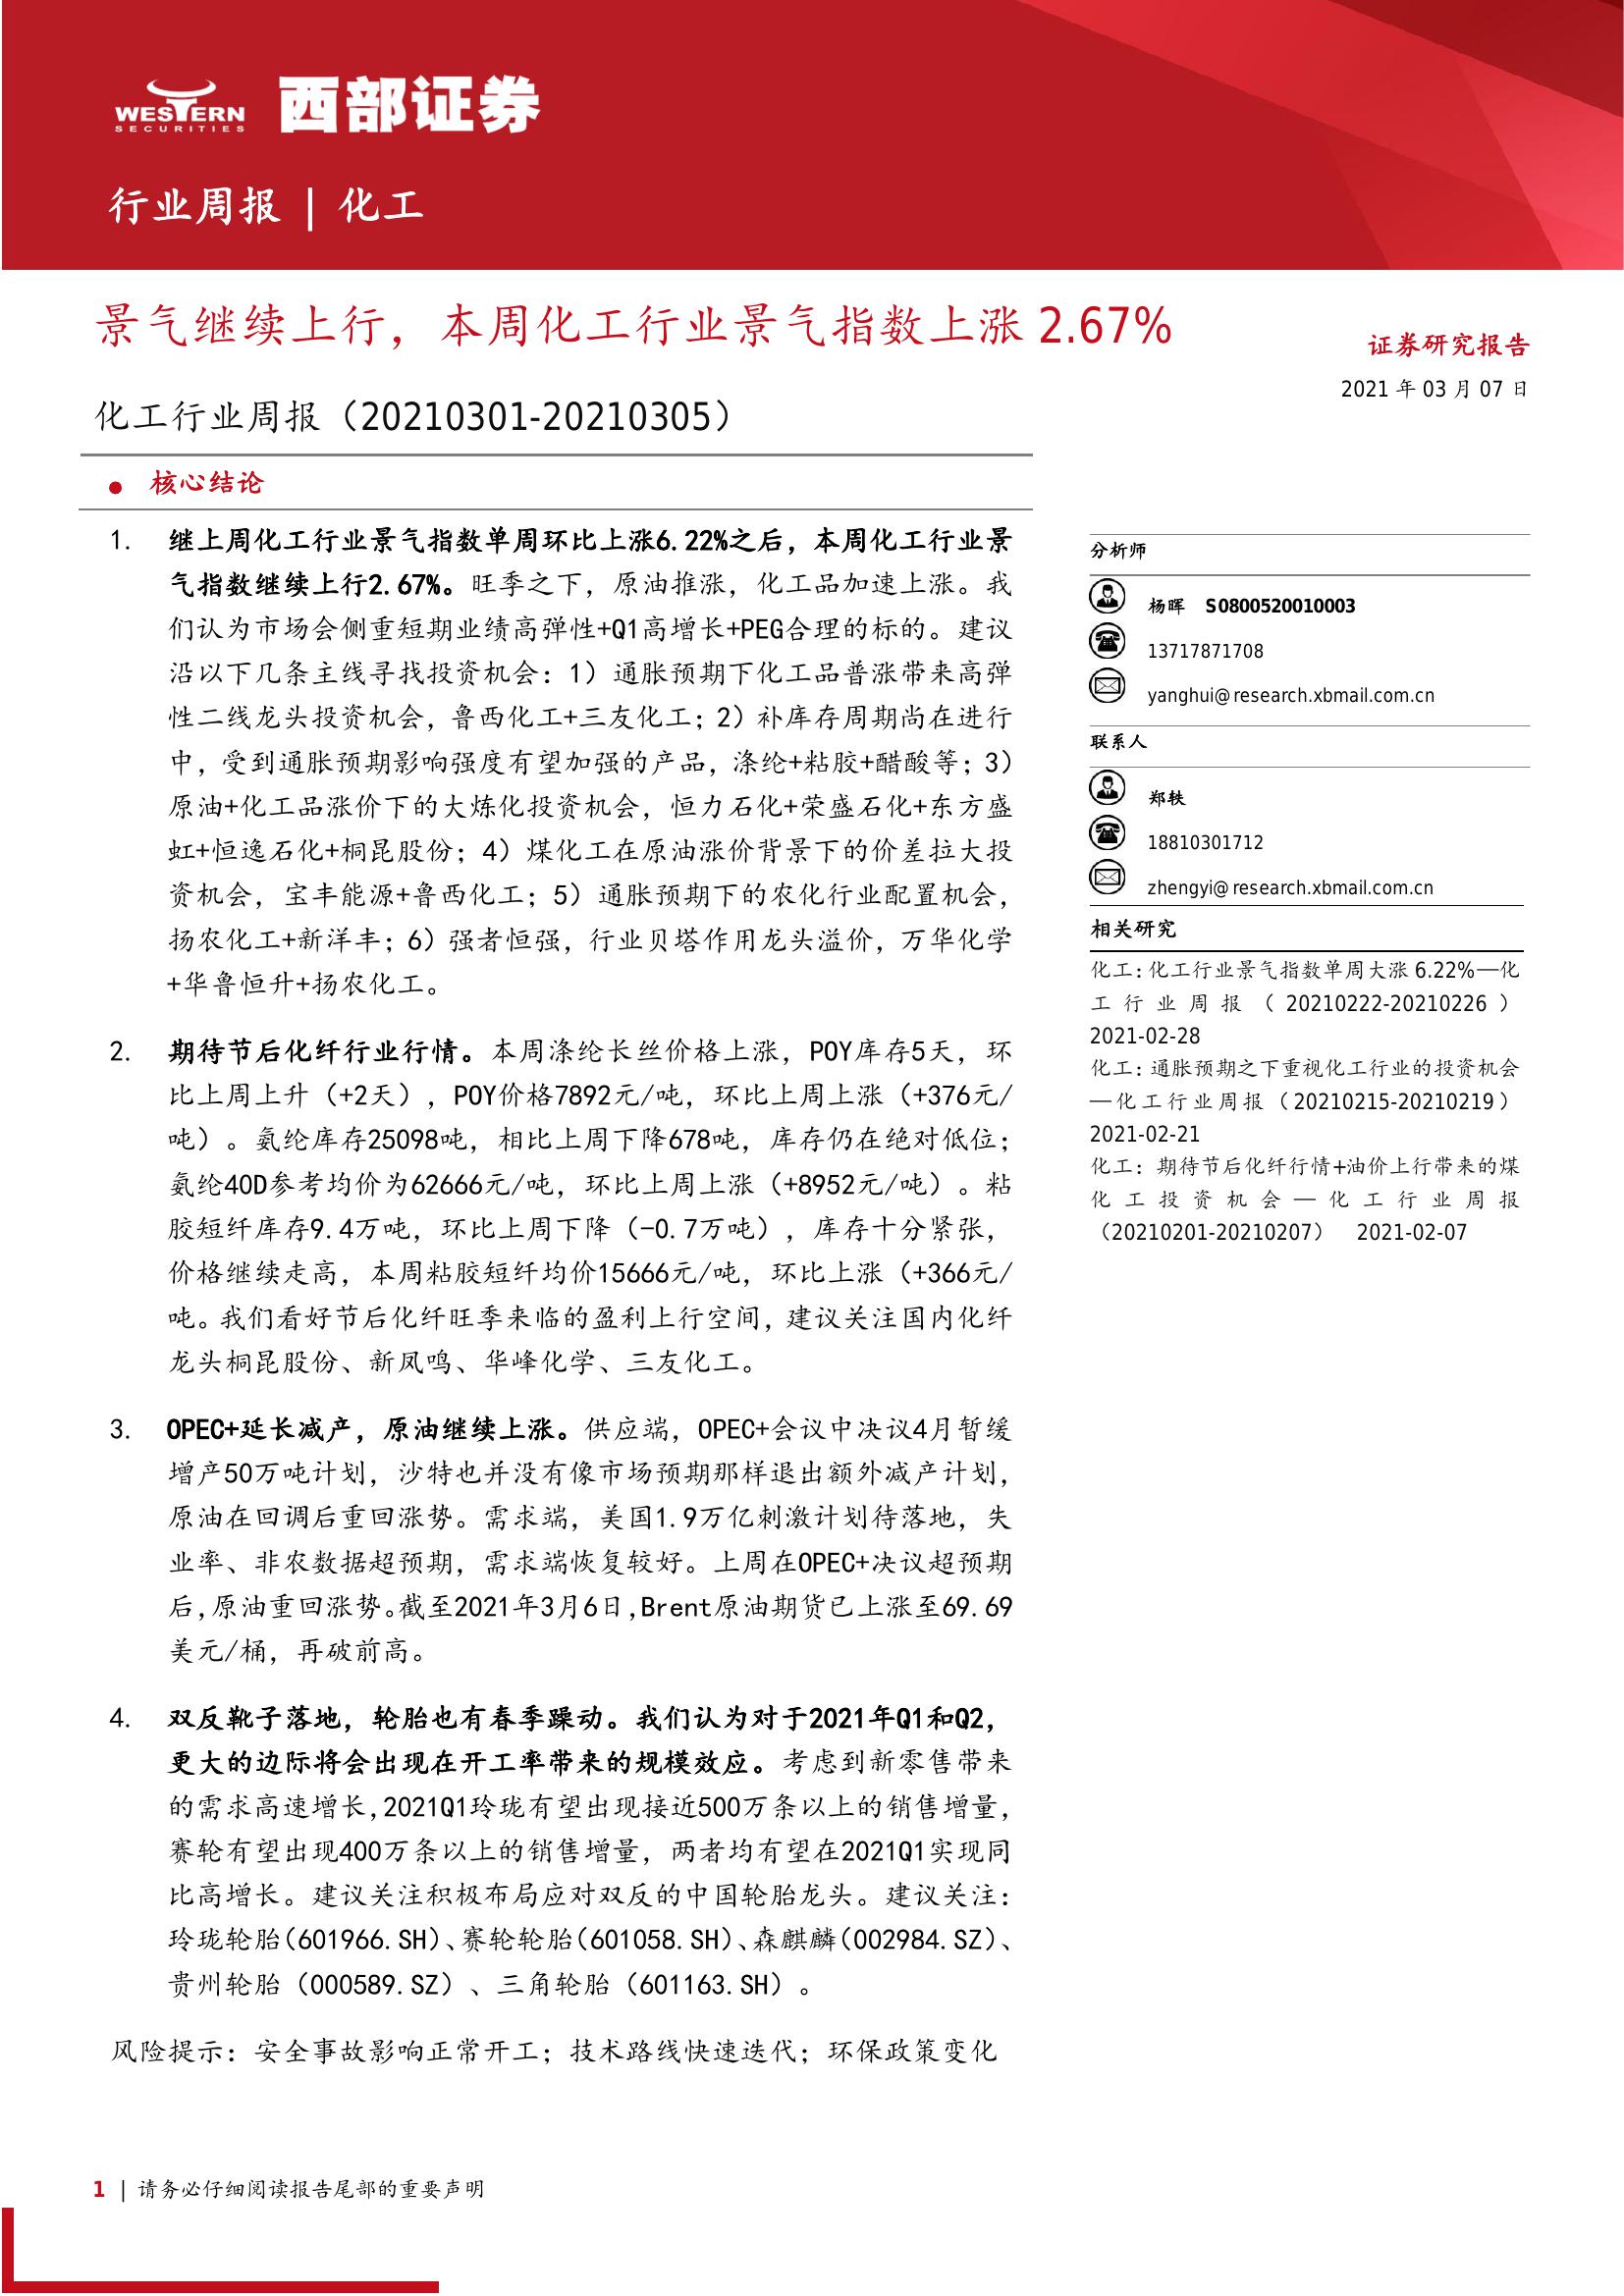 WESTERN
SECURITIES
西部证券
行业周报 | 化工
景气继续上行，本周化工行业景气指数上涨 2.67%
证券研究报告
2021 年 03 月 07 日
化工行业周报（20210301-20210305）
● 核心结论
1. 继上周化工行业景气指数单周环比上涨6.22%之后，本周化工行业景
气指数继续上行2.67%。旺季之下，原油推涨，化工品加速上涨。我
们认为市场会侧重短期业绩高弹性+Q1高增长+PEG合理的标的。建议
沿以下几条主线寻找投资机会：1）通胀预期下化工品普涨带来高弹
性二线龙头投资机会，鲁西化工+三友化工；2）补库存周期尚在进行
中，受到通胀预期影响强度有望加强的产品，涤纶+粘胶+醋酸等；3）
原油+化工品涨价下的大炼化投资机会，恒力石化+荣盛石化+东方盛
虹+恒逸石化+桐昆股份；4）煤化工在原油涨价背景下的价差拉大投
资机会，宝丰能源+鲁西化工；5）通胀预期下的农化行业配置机会，
扬农化工+新洋丰；6）强者恒强，行业贝塔作用龙头溢价，万华化学
+华鲁恒升+扬农化工。
2. 期待节后化纤行业行情。本周涤纶长丝价格上涨，POY库存5天，环
比上周上升（+2天），POY价格7892元/吨，环比上周上涨（+376元/
吨）。氨纶库存25098吨，相比上周下降678吨，库存仍在绝对低位；
氨纶40D参考均价为62666元/吨，环比上周上涨（+8952元/吨）。粘
胶短纤库存9.4万吨，环比上周下降（-0.7万吨），库存十分紧张，
价格继续走高，本周粘胶短纤均价15666元/吨，环比上涨（+366元/
吨。我们看好节后化纤旺季来临的盈利上行空间，建议关注国内化纤
龙头桐昆股份、新凤鸣、华峰化学、三友化工。
3. OPEC+延长减产，原油继续上涨。供应端，OPEC+会议中决议4月暂缓
增产50万吨计划，沙特也并没有像市场预期那样退出额外减产计划，
原油在回调后重回涨势。需求端，美国1.9万亿刺激计划待落地，失
业率、非农数据超预期，需求端恢复较好。上周在OPEC+决议超预期
后，原油重回涨势。截至2021年3月6日，Brent原油期货已上涨至69.69
美元/桶，再破前高。
4. 双反靴子落地，轮胎也有春季躁动。我们认为对于2021年Q1和Q2，
更大的边际将会出现在开工率带来的规模效应。考虑到新零售带来
的需求高速增长，2021Q1玲珑有望出现接近500万条以上的销售增量，
赛轮有望出现400万条以上的销售增量，两者均有望在2021Q1实现同
比高增长。建议关注积极布局应对双反的中国轮胎龙头。建议关注：
玲珑轮胎（601966.SH）、赛轮轮胎（601058.SH）、森麒麟（002984.SZ）、
贵州轮胎（000589.SZ）、三角轮胎（601163.SH）。
风险提示：安全事故影响正常开工；技术路线快速迭代；环保政策变化
分析师
杨晖 S0800520010003
13717871708
yanghui@research.xbmail.com.cn
联系人
郑轶
18810301712
zhengyi@research.xbmail.com.cn
相关研究
化工：化工行业景气指数单周大涨 6.22%—化
工行业周报（20210222-20210226）
2021-02-28
化工：通胀预期之下重视化工行业的投资机会
—化工行业周报（20210215-20210219）
2021-02-21
化工：期待节后化纤行情+油价上行带来的煤
化工投资机会—化工行业周报
（20210201-20210207） 2021-02-07
1 | 请务必仔细阅读报告尾部的重要声明